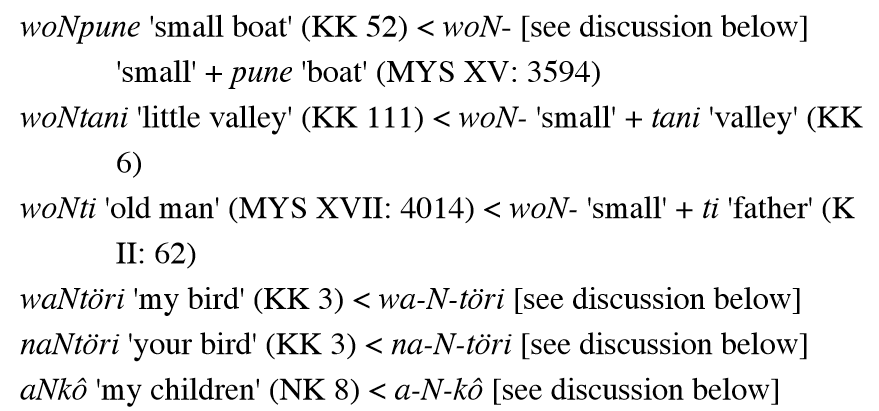 woNpune 'small boat' (KK 52) < woN- [see discussion below]
'small' + pune 'boat' (MYS XV: 3594)
woNtani 'little valley' (KK 111) < woN- 'small' + tani 'valley' (KK
6)
woNti 'old man' (MYS XVII: 4014) < woN- 'small' + ti 'father' (K
II: 62)
waNtöri 'my bird' (KK 3) < wa-N-töri [see discussion below]
naNtöri 'your bird' (KK 3) < na-N-töri [see discussion below]
aNkô 'my children' (NK 8) < a-N-kô [see discussion below]